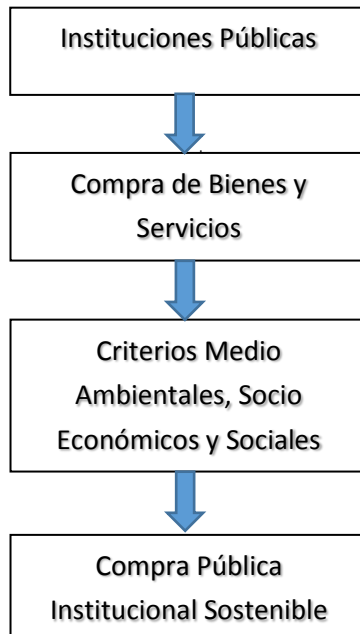 Instituciones Públicas
Compra de Bienes y
Servicios
Criterios Medio
Ambientales, Socio
Económicos y Sociales
Compra Pública
Institucional Sostenible